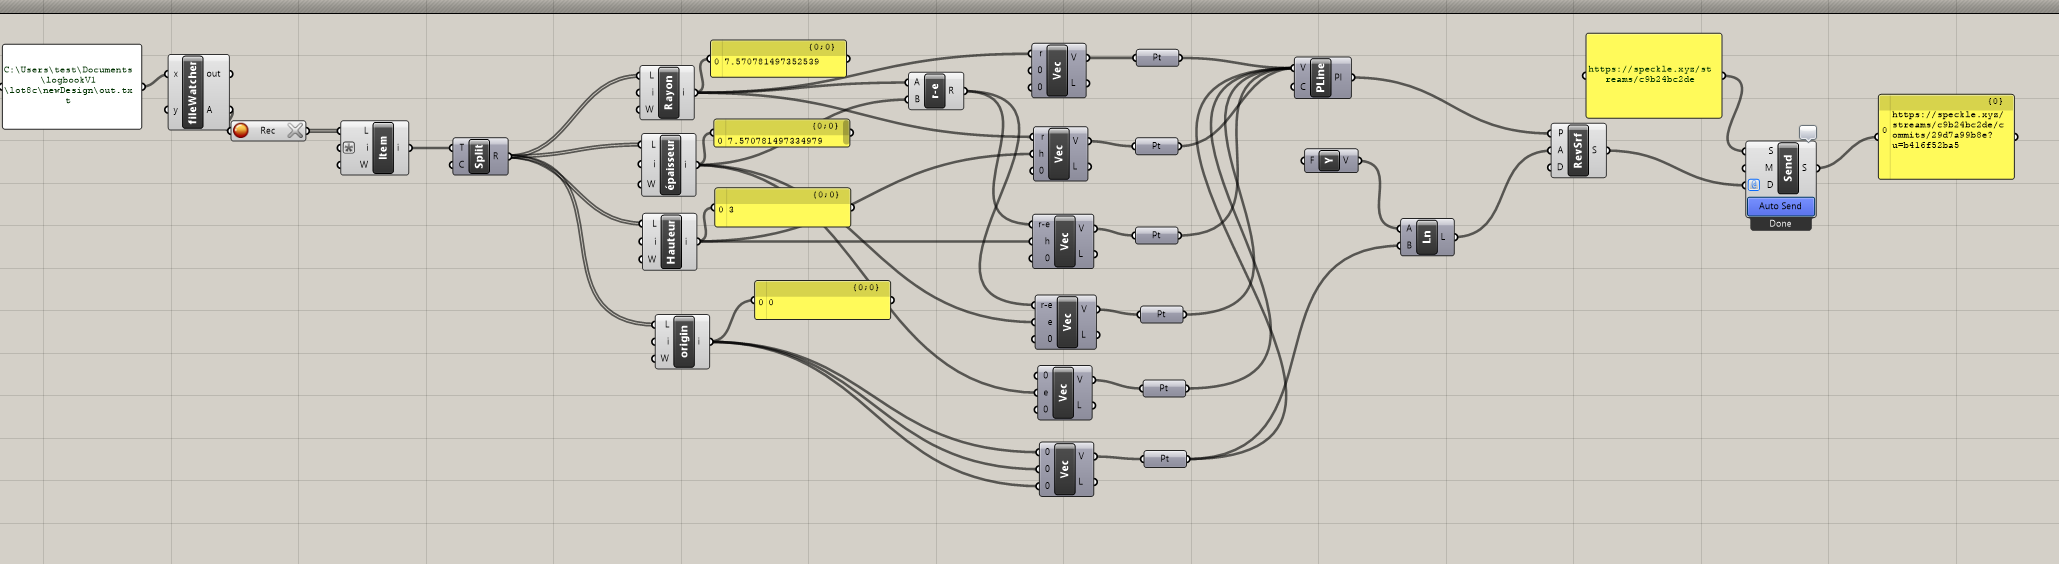 C:\Users\test\Documents
\logbookV1
\lot8c\newDesign\out.tx
t
x
y
fileWatcher
out
A
Rec
L
i
W
Item
i
T
C
Split
R
L
i
W
Rayon
i
{0;0}
0 7.570781497352539
L
i
W
épaisseur
i
{0;0}
0 7.570781497334979
L
i
W
Hauteur
i
{0;0}
0 3
L
i
W
origin
i
{0;0}
0 0
A
B
r-e
R
r
0
0
Vec
V
L
Pt
r
h
0
Vec
V
L
Pt
r-e
h
0
Vec
V
L
Pt
r-e
e
0
Vec
V
L
Pt
0
e
0
Vec
V
L
Pt
0
0
0
Vec
V
L
Pt
V
C
PLine
Pl
F
Y
V
A
B
Ln
L
P
A
D
RevSrf
S
https://speckle.xyz/st
reams/c9b24bc2de
S
M
D
Send
S
Auto Send
Done
{0}
0
https://speckle.xyz/
streams/c9b24bc2de/c
ommits/29d7a99b8e?
u=b416f52ba5